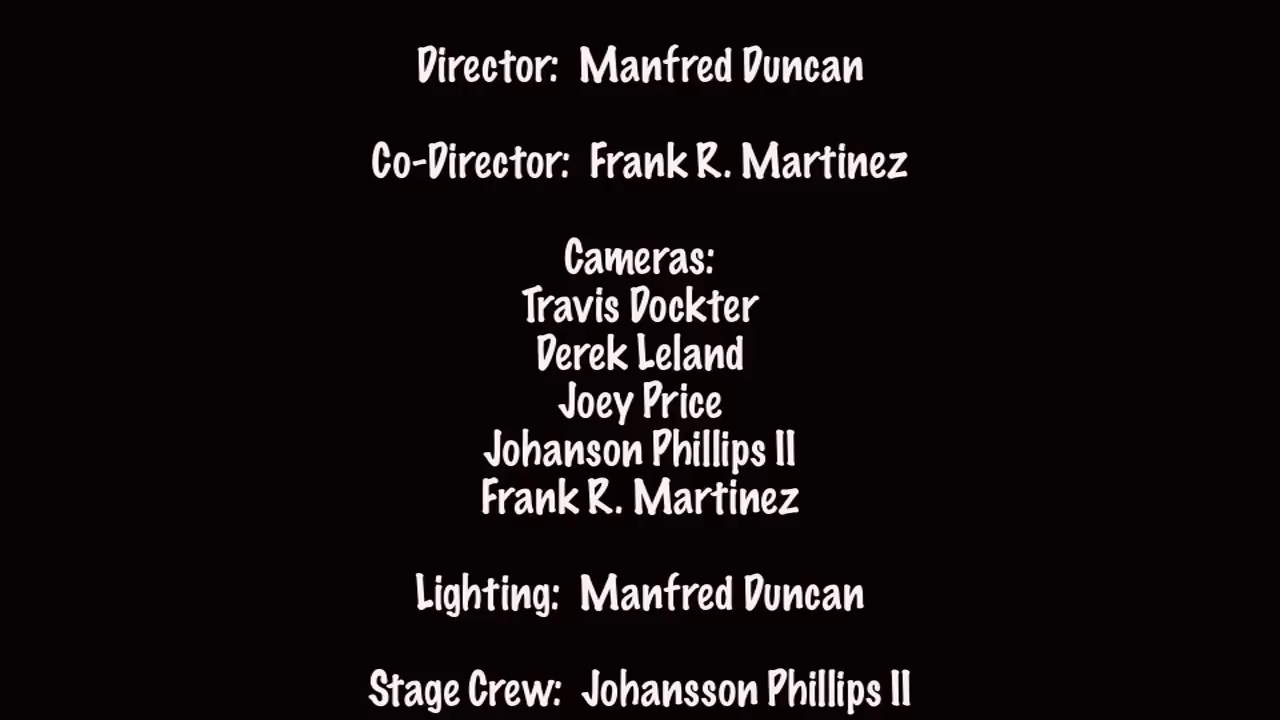 Director: Manfred Duncan
Co-Director: Frank R. Martinez
Cameras:
Travis Dockter
Derek Leland
Joey Price
Johanson Phillips II
Frank R. Martinez
Lighting: Manfred Duncan
Stage Crew: Johansson Phillips II